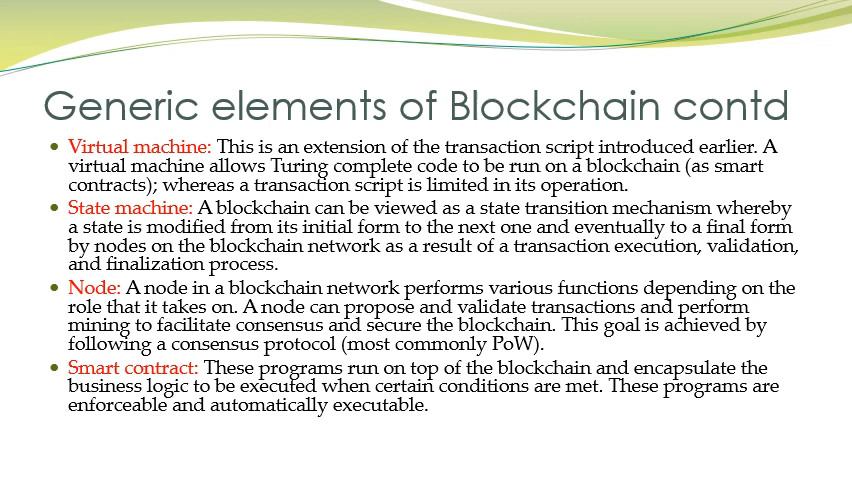 Generic elements of Blockchain contd
• Virtual machine: This is an extension of the transaction script introduced earlier. A
virtual machine allows Turing complete code to be run on a blockchain (as smart
contracts); whereas a transaction script is limited in its operation.
• State machine: A blockchain can be viewed as a state transition mechanism whereby
a state is modified from its initial form to the next one and eventually to a final form
by nodes on the blockchain network as a result of a transaction execution, validation,
and finalization process.
• Node: A node in a blockchain network performs various functions depending on the
role that it takes on. A node can propose and validate transactions and perform
mining to facilitate consensus and secure the blockchain. This goal is achieved by
following a consensus protocol (most commonly PoW).
• Smart contract: These programs run on top of the blockchain and encapsulate the
business logic to be executed when certain conditions are met. These programs are
enforceable and automatically executable.